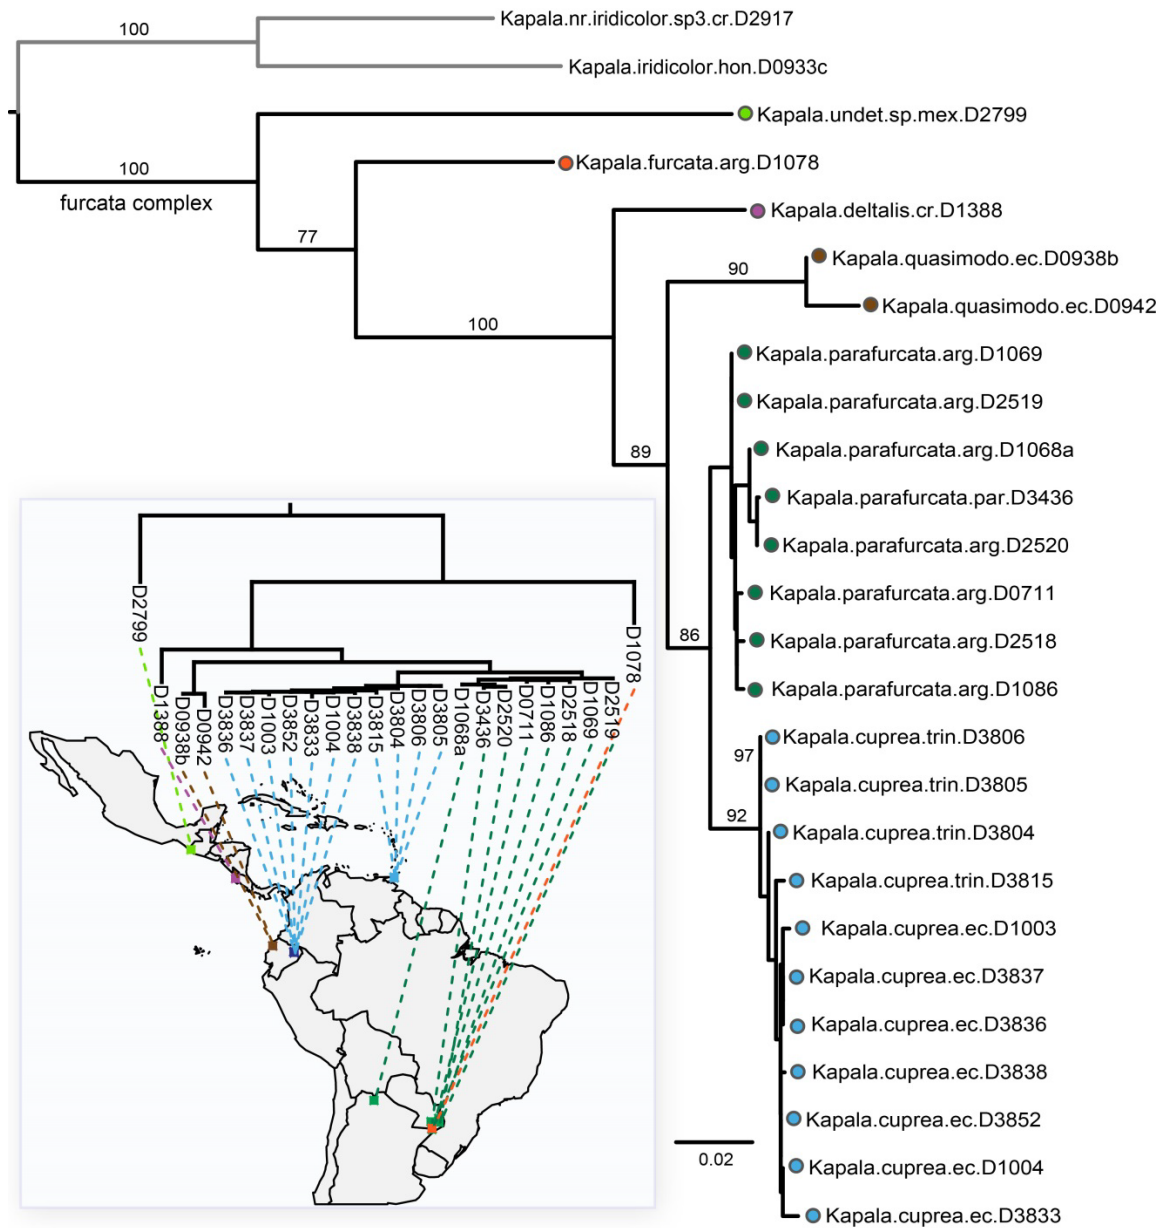 Kapala.nr.iridicolor.sp3.cr.D2917
100
Kapala.iridicolor.hon.D0933c
Kapala.undet.sp.mex.D2799
100
Kapala.furcata.arg.D1078
furcata complex
Kapala.deltalis.cr.D1388
77
Kapala.quasimodo.ec.D0938b
90
Kapala.quasimodo.ec.D0942
100
Kapala.parafurcata.arg.D1069
Kapala.parafurcata.arg.D2519
89
Kapala.parafurcata.arg.D1068a
Kapala.parafurcata.par.D3436
Kapala.parafurcata.arg.D2520
Kapala.parafurcata.arg.D0711
86
Kapala.parafurcata.arg.D2518
Kapala.parafurcata.arg.D1086
Kapala.cuprea.trin.D3806
97
Kapala.cuprea.trin.D3805
92
Kapala.cuprea.trin.D3804
Kapala.cuprea.trin.D3815
Kapala.cuprea.ec.D1003
Kapala.cuprea.ec.D3837
Kapala.cuprea.ec.D3836
Kapala.cuprea.ec.D3838
Kapala.cuprea.ec.D3852
Kapala.cuprea.ec.D1004
Kapala.cuprea.ec.D3833
0.02
D2799
D1388
D0938b
D0942
D3836
D3837
D1003
D3852
D3833
D1004
D3838
D3815
D3804
D3806
D3805
D1068a
D3436
D2520
D0711
D1086
D2518
D1069
D2519
D1078